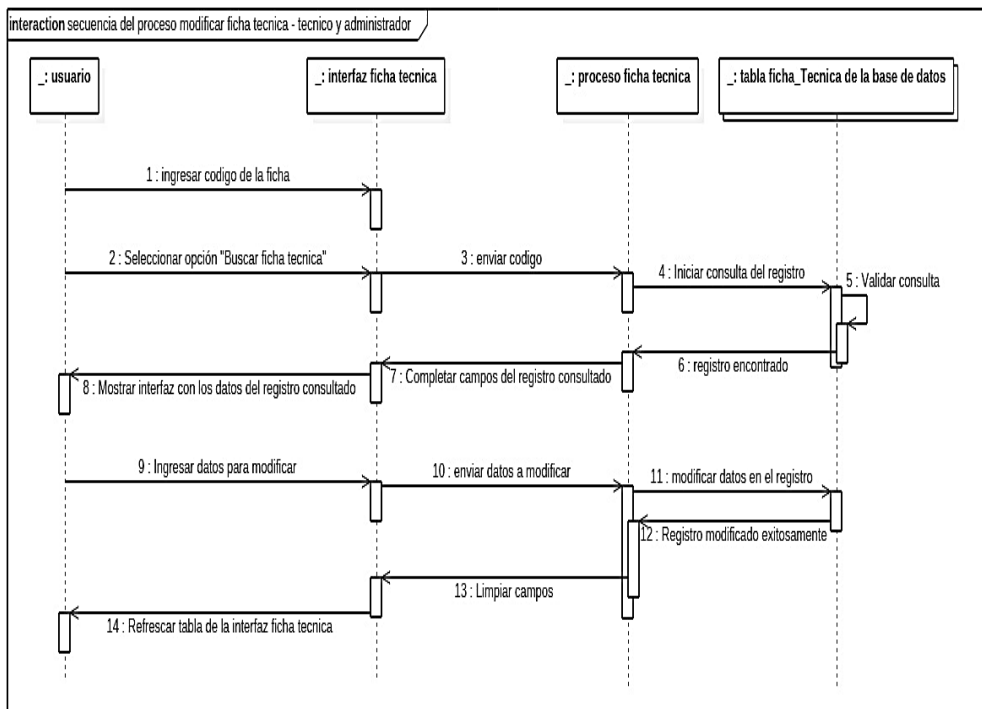 interaction secuencia del proceso modificar ficha tecnica - tecnico y administrador
_: usuario
_: interfaz ficha tecnica
_: proceso ficha tecnica
_: tabla ficha_Tecnica de la base de datos
1 : ingresar codigo de la ficha
2 : Seleccionar opción "Buscar ficha tecnica"
3 : enviar codigo
4 : Iniciar consulta del registro
5 : Validar consulta
6 : registro encontrado
7 : Completar campos del registro consultado
8 : Mostrar interfaz con los datos del registro consultado
9 : Ingresar datos para modificar
10 : enviar datos a modificar
11 : modificar datos en el registro
12 : Registro modificado exitosamente
13 : Limpiar campos
14 : Refrescar tabla de la interfaz ficha tecnica